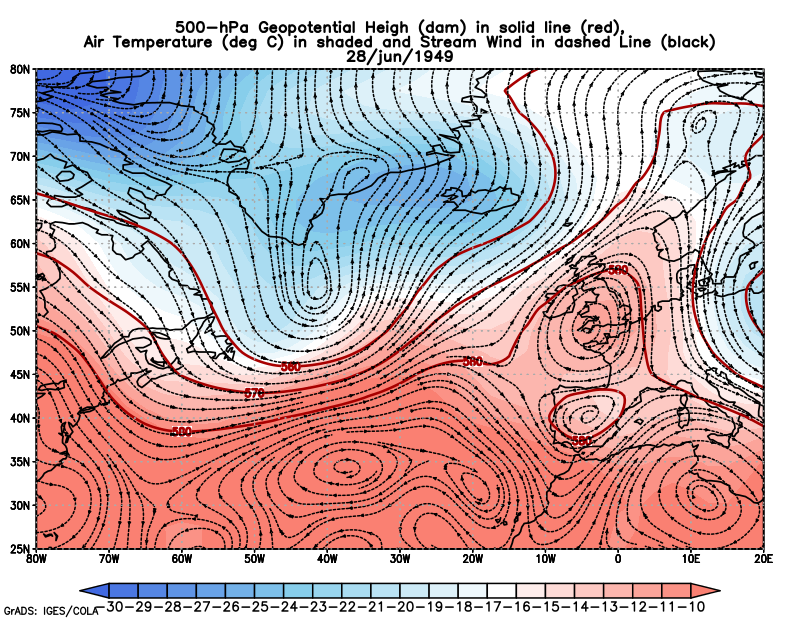 500-hPa Geopotential Heigh (dam) in solid line (red),
Air Temperature (deg C) in shaded and Stream Wind in dashed Line (black)
28/jun/1949
80N
75N
70N
65N
60N
580
55N
50N
560
580
45N
570
40N
580
580
35N
30N
25N
80W 70W 60W 50W 40W 30W 20W 10W 0 10E 20E
-30-29-28-27-26-25-24-23-22-21-20-19-18-17-16-15-14-13-12-11-10
GrADS: IGES/COLA